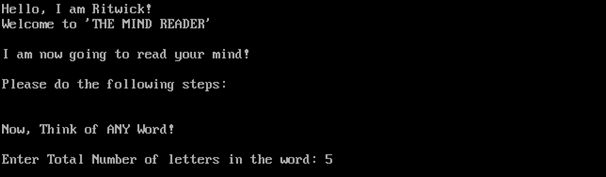 Hello, I am Ritwick!
Welcome to 'THE MIND READER'
I am now going to read your mind!
Please do the following steps:
Now, Think of ANY Word!
Enter Total Number of letters in the word: 5